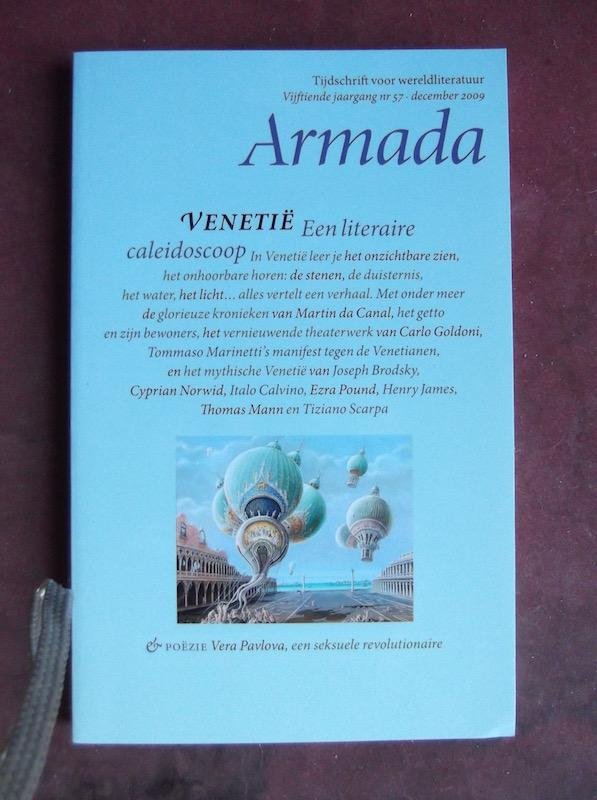 Tijdschrift voor wereldliteratuur
Vijftiende jaargang nr 57 · december 2009
Armada
VENETIË Een literaire
caleidoscoop In Venetië leer je het onzichtbare zien,
het onhoorbare horen: de stenen, de duisternis,
het water, het licht... alles vertelt een verhaal. Met onder meer
de glorieuze kronieken van Martin da Canal, het getto
en zijn bewoners, het vernieuwende theaterwerk van Carlo Goldoni,
Tommaso Marinetti's manifest tegen de Venetianen,
en het mythische Venetië van Joseph Brodsky,
Cyprian Norwid, Italo Calvino, Ezra Pound, Henry James,
Thomas Mann en Tiziano Scarpa
& POËZIE Vera Pavlova, een seksuele revolutionaire